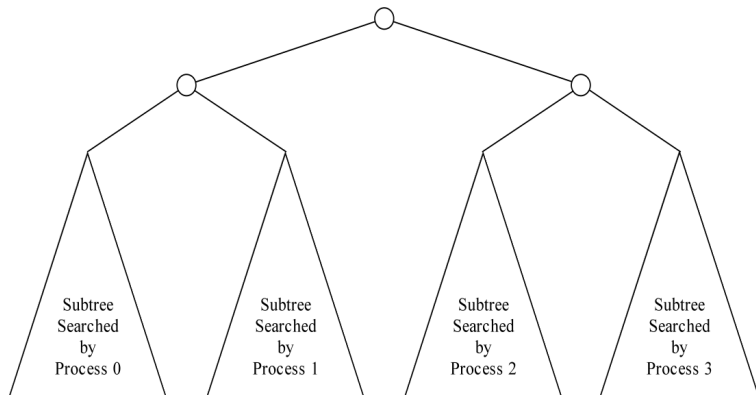 Subtree
Searched
by
Process 0
Subtree
Searched
by
Process 1
Subtree
Searched
by
Process 2
Subtree
Searched
by
Process 3